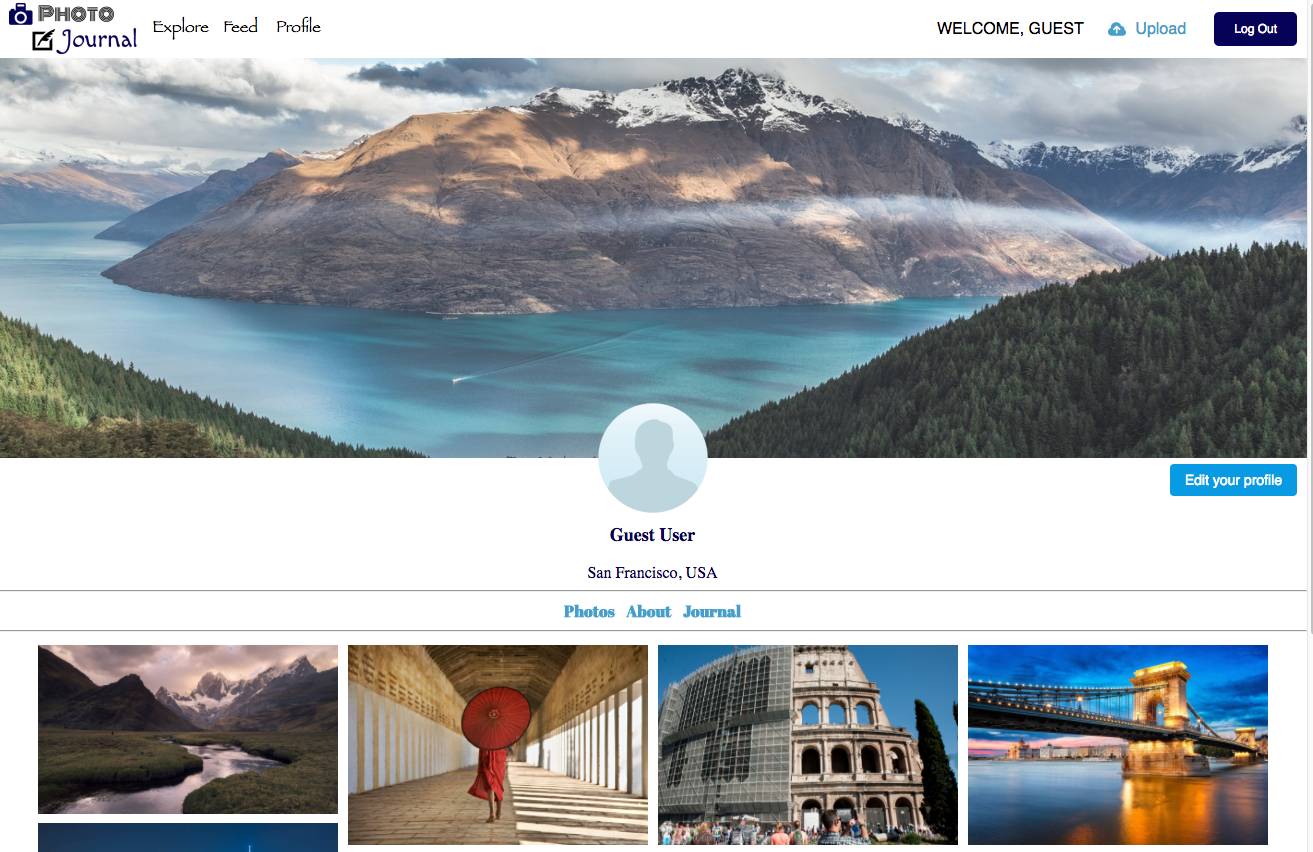 Photo
Journal
Explore Feed Profile
WELCOME, GUEST Upload Log Out
Edit your profile
Guest User
San Francisco, USA
Photos About Journal